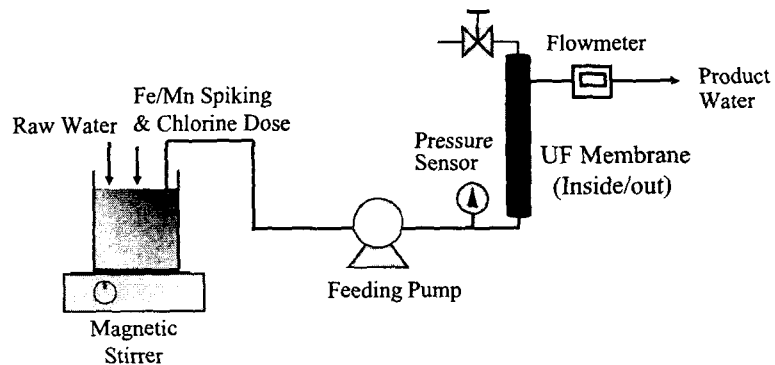 Fe/Mn Spiking
Raw Water & Chlorine Dose
Flowmeter
Product
Water
Pressure
Sensor
UF Membrane
(Inside/out)
Feeding Pump
Magnetic
Stirrer